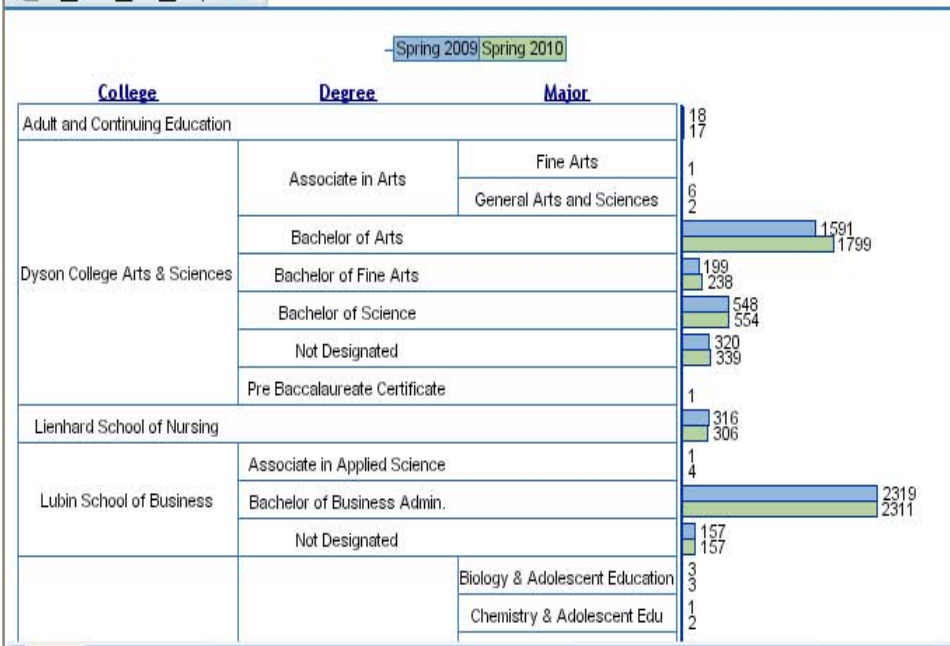 Spring 2009 Spring 2010
College Degree Major
Adult and Continuing Education
18
17
Dyson College Arts & Sciences
Associate in Arts
Fine Arts
1
General Arts and Sciences
6
2
Bachelor of Arts
1591
1799
Bachelor of Fine Arts
199
238
Bachelor of Science
548
554
Not Designated
320
339
Pre Baccalaureate Certificate
1
Lienhard School of Nursing
316
306
Lubin School of Business
Associate in Applied Science
1
4
Bachelor of Business Admin.
2319
2311
Not Designated
157
157
Biology & Adolescent Education
3
3
Chemistry & Adolescent Edu
1
2